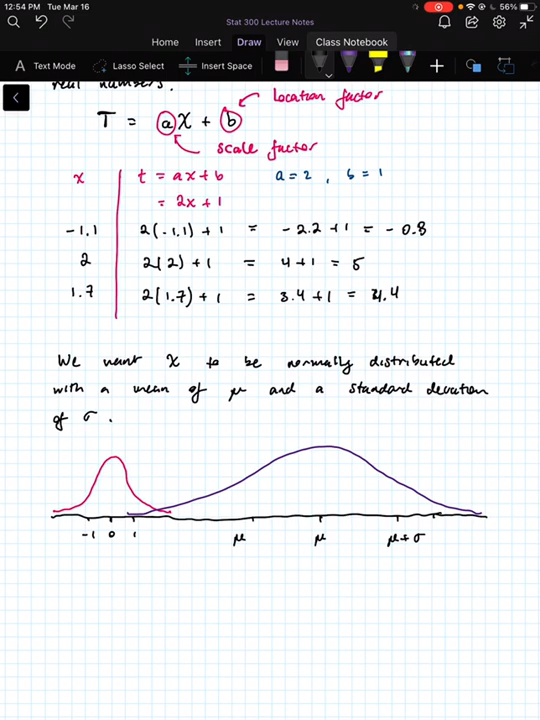 12:54 PM Tue Mar 16
56%
Stat 300 Lecture Notes
Home Insert Draw View Class Notebook
A Text Mode Lasso Select Insert Space
real numbers.
location factor
T = aX + b
scale factor
x t = ax+b a = 2 , b = 1
= 2x + 1
-1.1 2(-1.1) + 1 = -2.2 + 1 = -0.8
2 2(2) + 1 = 4 + 1 = 5
1.7 2(1.7) + 1 = 3.4 + 1 = 4.4
We want X to be normally distributed
with a mean of μ and a standard deviation
of σ .
-1 0 1 μ μ μ+σ